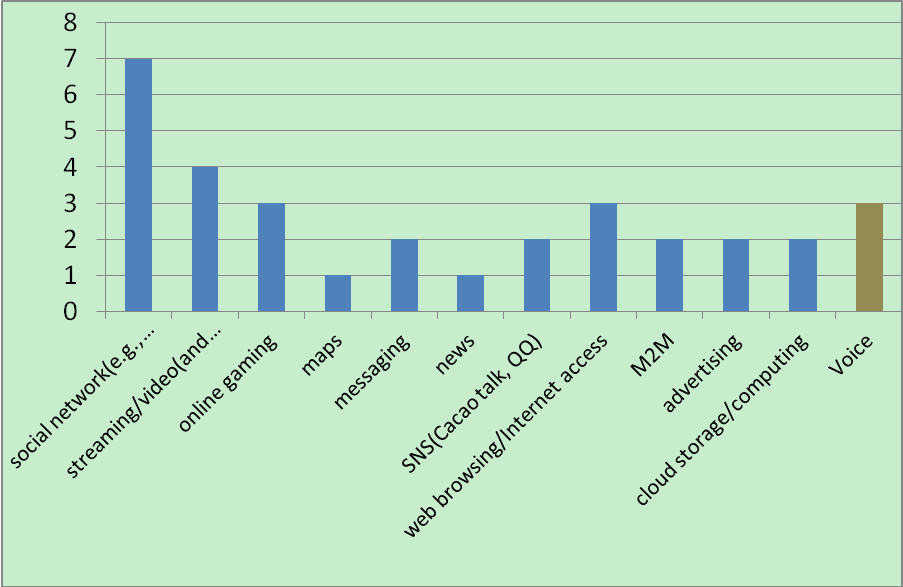 8
7
6
5
4
3
2
1
0
social network(e.g.,…
streaming/video(and…
online gaming
maps
messaging
news
SNS(Cacao talk, QQ)
web browsing/Internet access
M2M
advertising
cloud storage/computing
Voice